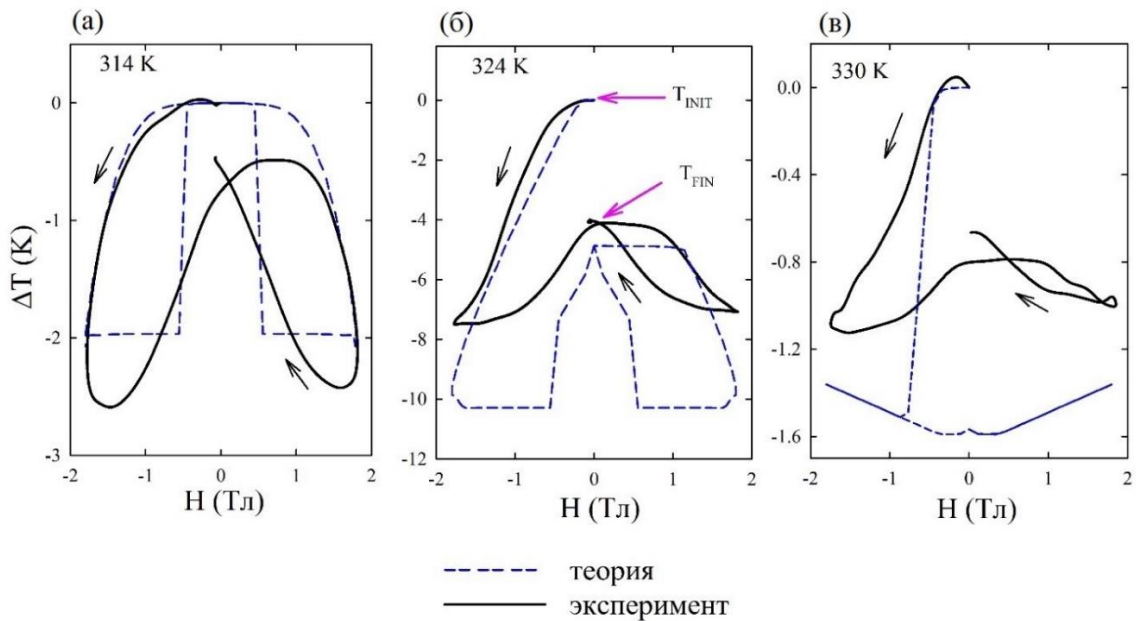 (а)
314 K
0
-1
-2
-3
ΔT (K)
-2 -1 0 1 2
H (Тл)
(б)
324 K
T_INIT
T_FIN
0
-2
-4
-6
-8
-10
-12
-2 -1 0 1 2
H (Тл)
(в)
330 K
0.0
-0.4
-0.8
-1.2
-1.6
-2 -1 0 1 2
H (Тл)
теория
эксперимент